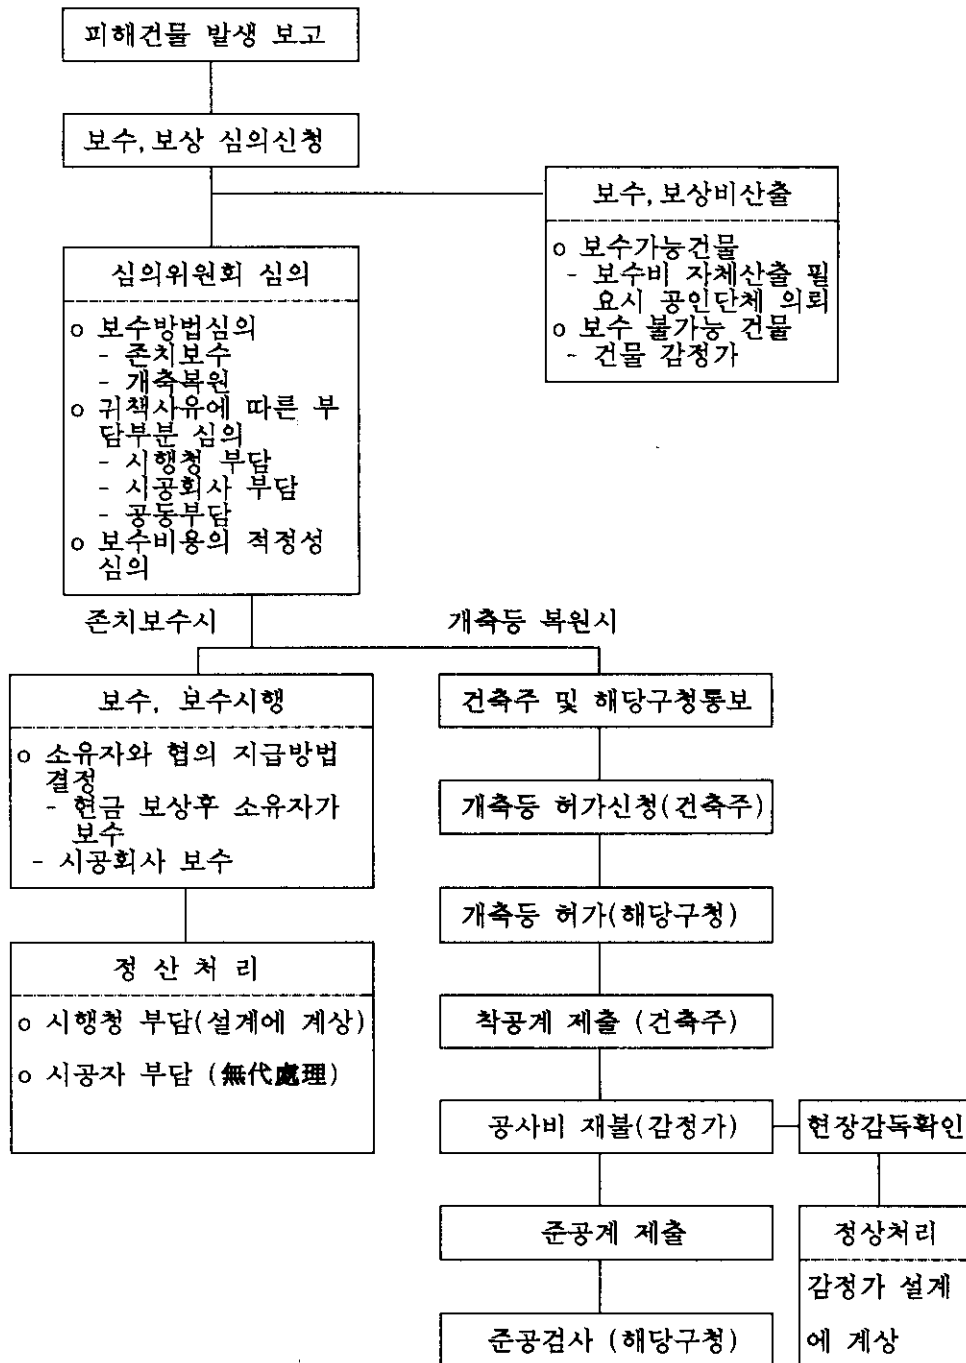 피해건물 발생 보고
보수, 보상 심의신청
보수, 보상비산출
o 보수가능건물
- 보수비 자체산출 필
요시 공인단체 의뢰
o 보수 불가능 건물
- 건물 감정가
심의위원회 심의
o 보수방법심의
- 존치보수
- 개축복원
o 귀책사유에 따른 부
담부분 심의
- 시행청 부담
- 시공회사 부담
- 공동부담
o 보수비용의 적정성
심의
존치보수시
개축등 복원시
보수, 보수시행
o 소유자와 협의 지급방법
결정
- 현금 보상후 소유자가
보수
- 시공회사 보수
정 산 처 리
o 시행청 부담(설계에 계상)
o 시공자 부담 (無代處理)
건축주 및 해당구청통보
개축등 허가신청(건축주)
개축등 허가(해당구청)
착공계 제출 (건축주)
공사비 재불(감정가)
현장감독확인
준공계 제출
정상처리
감정가 설계
에 계상
준공검사 (해당구청)